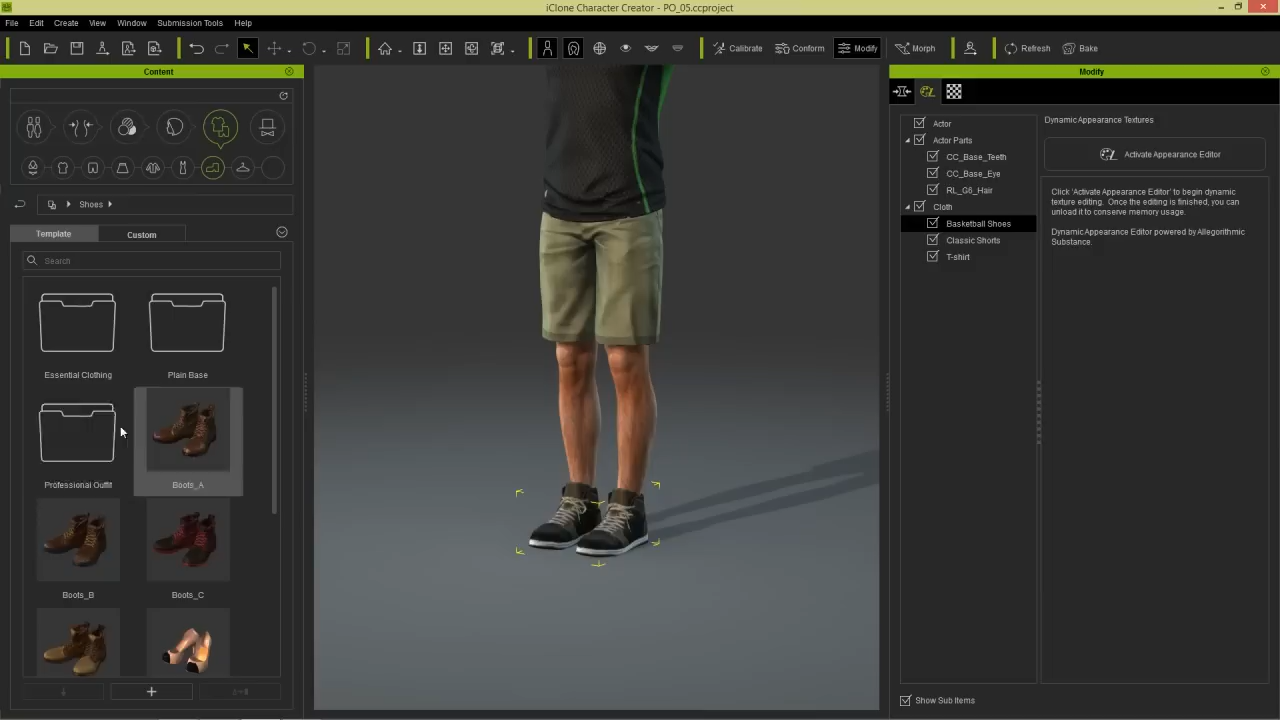 iClone Character Creator - PO_05.ccproject
File Edit Create View Window Submission Tools Help
Calibrate Conform Modify Morph Refresh Bake
Content
Modify
Shoes
Template Custom
Search
Essential Clothing Plain Base
Professional Outfit Boots_A
Boots_B Boots_C
Actor
Actor Parts
CC_Base_Teeth
CC_Base_Eye
RL_G6_Hair
Cloth
Basketball Shoes
Classic Shorts
T-shirt
Show Sub Items
Dynamic Appearance Textures
Activate Appearance Editor
Click 'Activate Appearance Editor' to begin dynamic
texture editing. Once the editing is finished, you can
unload it to conserve memory usage.
Dynamic Appearance Editor powered by Allegorithmic
Substance.